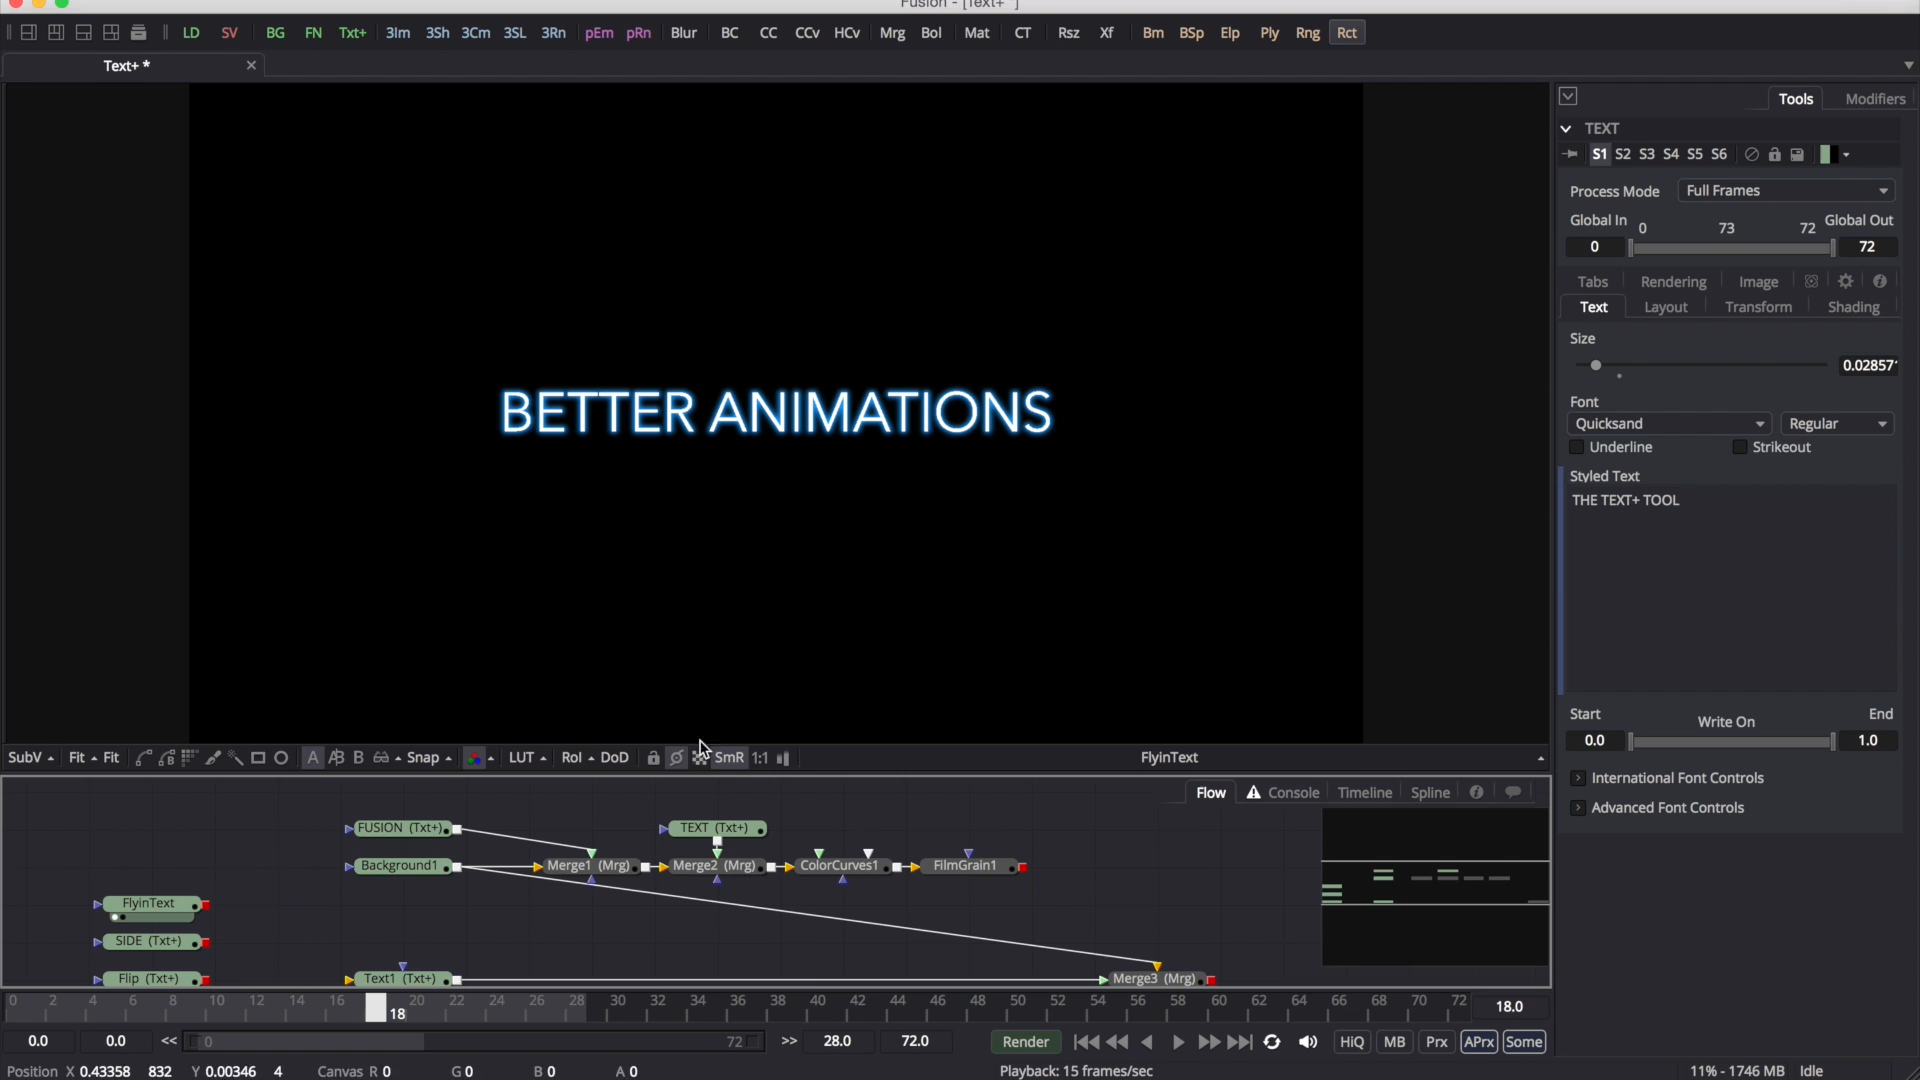 Fusion - [Text+ *]
LD SV BG FN Txt+ 3Im 3Sh 3Cm 3SL 3Rn pEm pRn Blur BC CC CCv HCv Mrg Bol Mat CT Rsz Xf Bm BSp Elp Ply Rng Rct
Text+ *
Tools Modifiers
TEXT
S1 S2 S3 S4 S5 S6
Process Mode Full Frames
Global In 0 73 72 Global Out
0 72
Tabs Rendering Image
Text Layout Transform Shading
Size
0.02857
Font
Quicksand Regular
Underline Strikeout
Styled Text
THE TEXT+ TOOL
BETTER ANIMATIONS
Start Write On End
0.0 1.0
International Font Controls
Advanced Font Controls
SubV Fit Fit A B Snap LUT RoI DoD SmR 1:1 FlyinText
Flow Console Timeline Spline
FUSION (Txt+) TEXT (Txt+)
Background1 Merge1 (Mrg) Merge2 (Mrg) ColorCurves1 FilmGrain1
FlyinText
SIDE (Txt+)
Flip (Txt+) Text1 (Txt+) Merge3 (Mrg)
0 2 4 6 8 10 12 14 16 20 22 24 26 28 30 32 34 36 38 40 42 44 46 48 50 52 54 56 58 60 62 64 66 68 70 72 18.0
18
0.0 0.0 << 0 72 >> 28.0 72.0 Render HiQ MB Prx APrx Some
Position X 0.43358 832 Y 0.00346 4 Canvas R 0 G 0 B 0 A 0 Playback: 15 frames/sec 11% - 1746 MB Idle